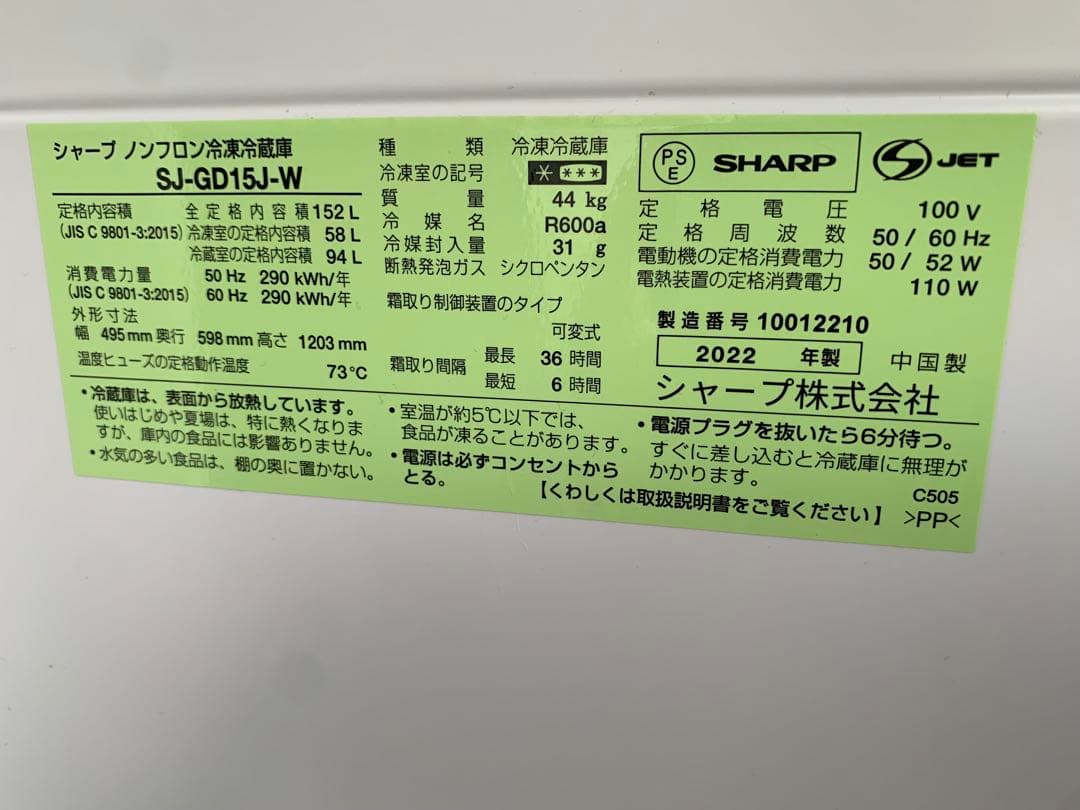 シャープ ノンフロン冷凍冷蔵庫
SJ-GD15J-W
定格内容積 全定格内容積 152 L
(JIS C 9801-3:2015) 冷凍室の定格内容積 58 L
冷蔵室の定格内容積 94 L
消費電力量 50 Hz 290 kWh/年
(JIS C 9801-3:2015) 60 Hz 290 kWh/年
外形寸法
幅 495mm 奥行 598mm 高さ 1203mm
温度ヒューズの定格動作温度 73℃
種類 冷凍冷蔵庫
冷凍室の記号 * ***
質量 44 kg
冷媒名 R600a
冷媒封入量 31 g
断熱発泡ガス シクロペンタン
霜取り制御装置のタイプ
可変式
霜取り間隔 最長 36 時間
最短 6 時間
PS E SHARP JET
定格電圧 100 V
定格周波数 50 / 60 Hz
電動機の定格消費電力 50 / 52 W
電熱装置の定格消費電力 110 W
製造番号 10012210
2022 年製 中国製
シャープ株式会社
・冷蔵庫は、表面から放熱しています。
使いはじめや夏場は、特に熱くなりま
すが、庫内の食品には影響ありません。
・水気の多い食品は、棚の奥に置かない。
・室温が約5℃以下では、
食品が凍ることがあります。
・電源は必ずコンセントから
とる。
・電源プラグを抜いたら6分待つ。
すぐに差し込むと冷蔵庫に無理が
かかります。
【くわしくは取扱説明書をご覧ください】
C505
>PP<